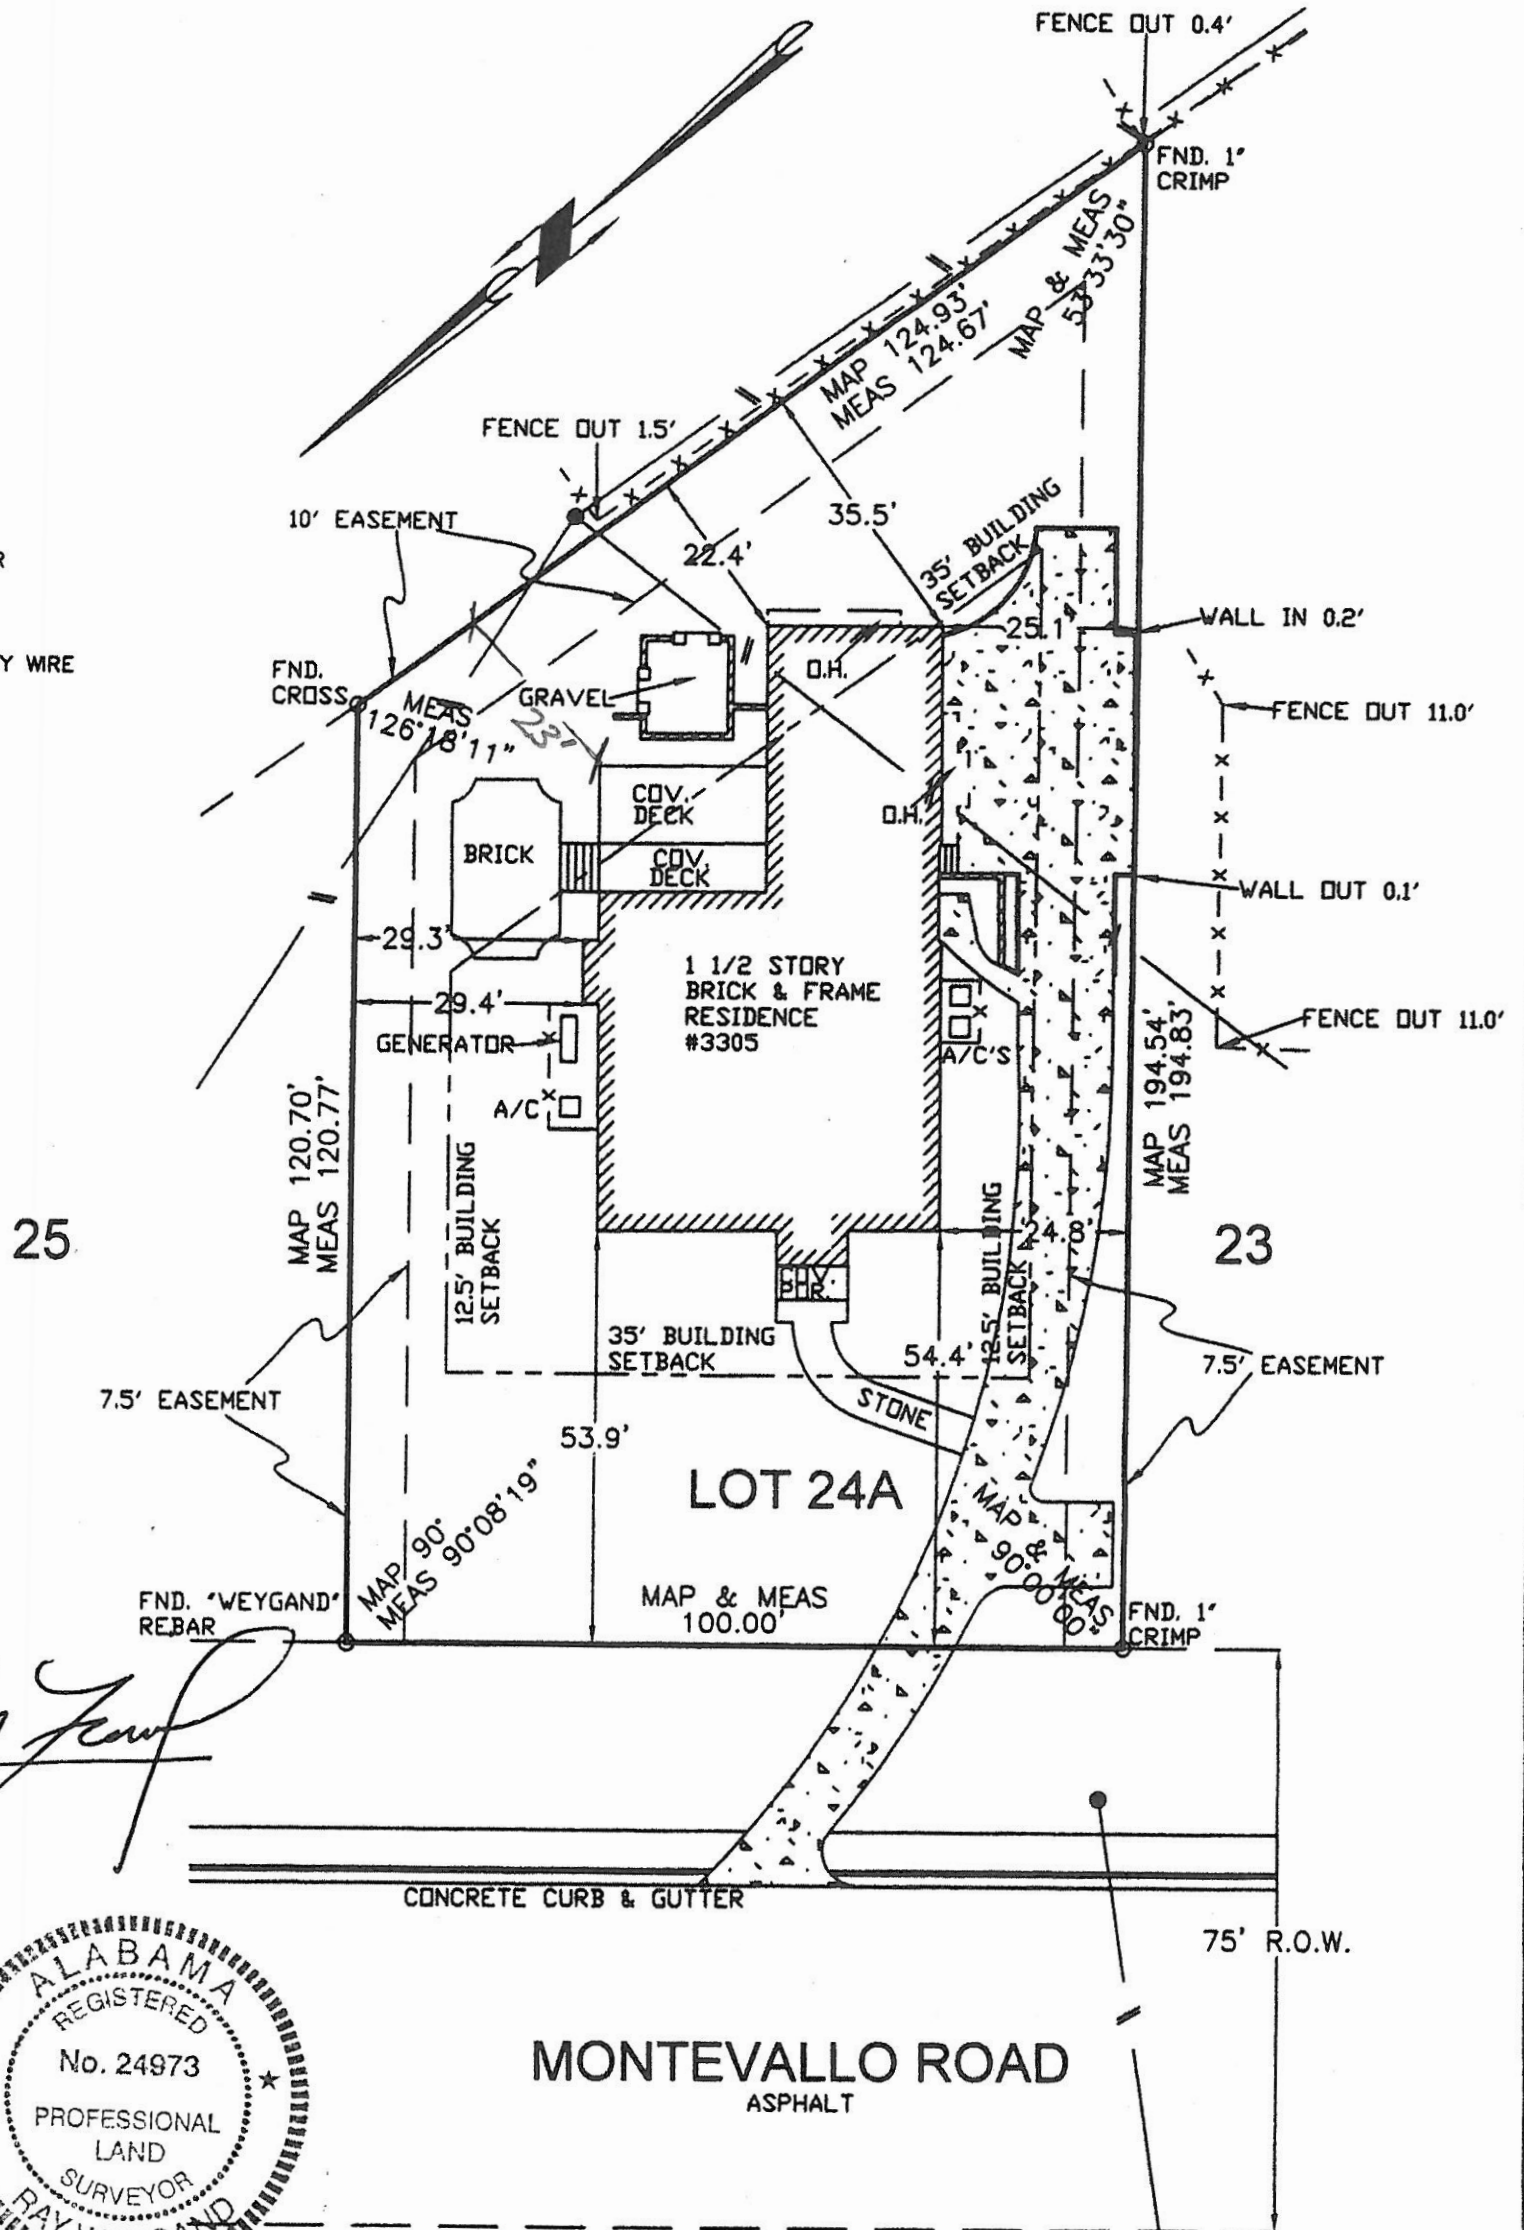 FENCE OUT 0.4'
FND. 1"
CRIMP
MAP & MEAS
53°33'30"
MAP 124.93'
MEAS 124.67'
FENCE OUT 1.5'
10' EASEMENT
R
Y WIRE
35.5'
22.4'
35' BUILDING
SETBACK
25.1'
WALL IN 0.2'
FND.
CROSS
MEAS
126°18'11"
GRAVEL
23'
O.H.
FENCE OUT 11.0'
COV.
DECK
O.H.
BRICK
COV.
DECK
WALL OUT 0.1'
29.3'
1 1/2 STORY
BRICK & FRAME
RESIDENCE
#3305
29.4'
GENERATOR
A/C'S
FENCE OUT 11.0'
A/C
MAP 120.70'
MEAS 120.77'
MAP 194.54'
MEAS 194.83'
12.5' BUILDING
SETBACK
12.5' BUILDING
SETBACK
25
23
24.8'
COV.
PR.
35' BUILDING
SETBACK
54.4'
7.5' EASEMENT
7.5' EASEMENT
STONE
53.9'
LOT 24A
MAP 90°
MEAS 90°08'19"
MAP & MEAS
90°00'00"
MAP & MEAS
100.00'
FND. "WEYGAND"
REBAR
FND. 1"
CRIMP
CONCRETE CURB & GUTTER
75' R.O.W.
MONTEVALLO ROAD
ASPHALT
ALABAMA
REGISTERED
No. 24973
PROFESSIONAL
LAND
SURVEYOR
RAY